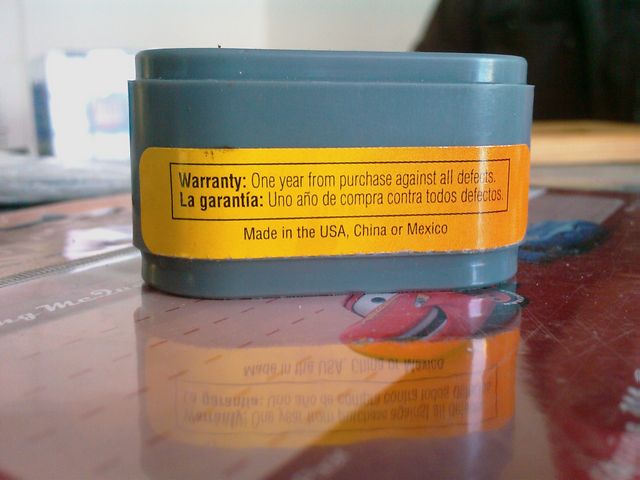 Warranty: One year from purchase against all defects.
La garantía: Uno año de compra contra todos defectos.
Made in the USA, China or Mexico